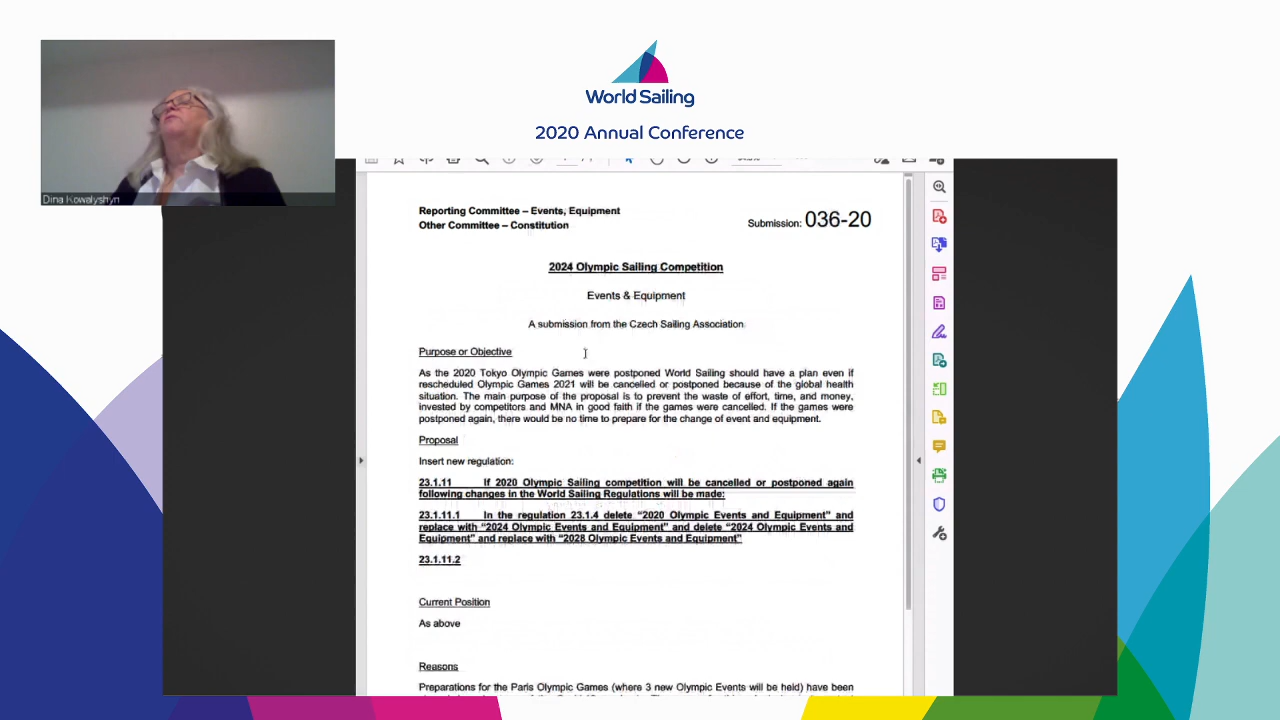 World Sailing
2020 Annual Conference
Dina Kowalyshyn
Reporting Committee – Events, Equipment
Other Committee – Constitution
Submission: 036-20
2024 Olympic Sailing Competition
Events & Equipment
A submission from the Czech Sailing Association
Purpose or Objective
As the 2020 Tokyo Olympic Games were postponed World Sailing should have a plan even if
rescheduled Olympic Games 2021 will be cancelled or postponed because of the global health
situation. The main purpose of the proposal is to prevent the waste of effort, time, and money,
invested by competitors and MNA in good faith if the games were cancelled. If the games were
postponed again, there would be no time to prepare for the change of event and equipment.
Proposal
Insert new regulation:
23.1.11 If 2020 Olympic Sailing competition will be cancelled or postponed again
following changes in the World Sailing Regulations will be made:
23.1.11.1 In the regulation 23.1.4 delete “2020 Olympic Events and Equipment” and
replace with “2024 Olympic Events and Equipment” and delete “2024 Olympic Events and
Equipment” and replace with “2028 Olympic Events and Equipment”
23.1.11.2
Current Position
As above
Reasons
Preparations for the Paris Olympic Games (where 3 new Olympic Events will be held) have been